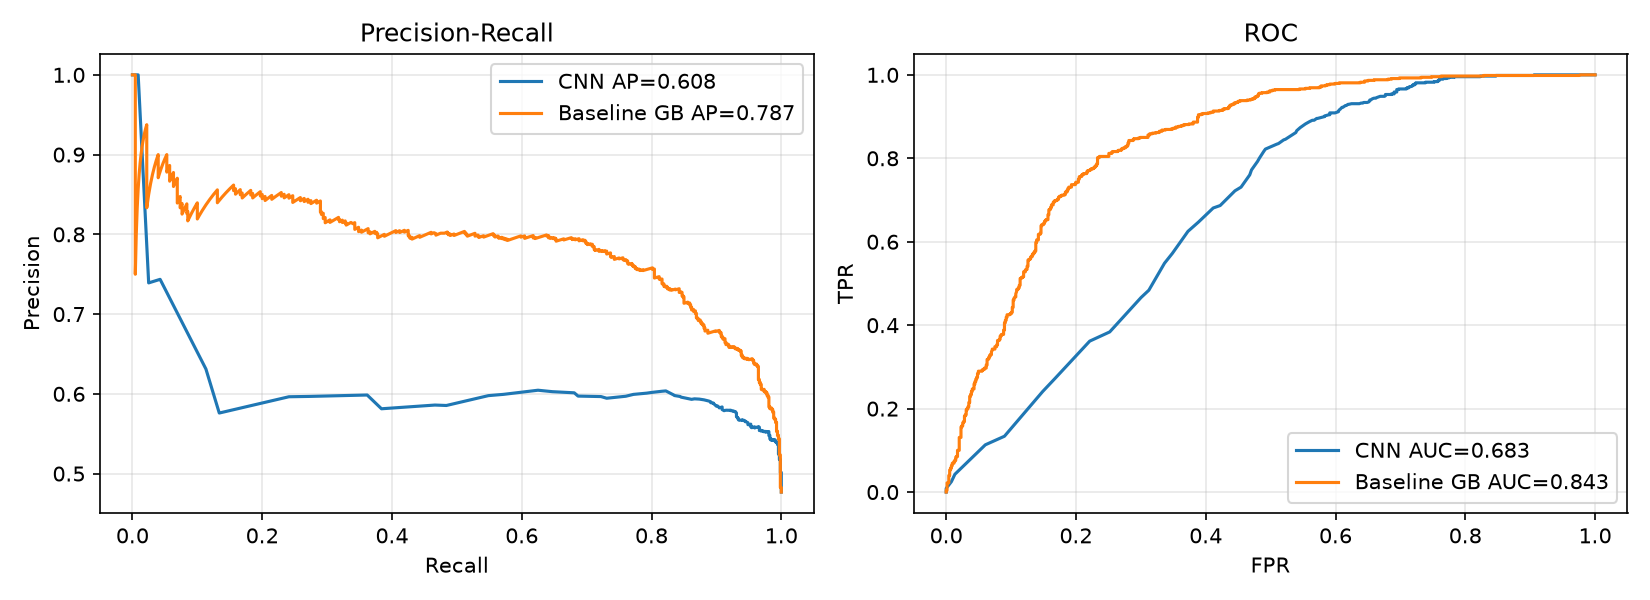 Precision-Recall
CNN AP=0.608
Baseline GB AP=0.787
Precision
1.0
0.9
0.8
0.7
0.6
0.5
0.0 0.2 0.4 0.6 0.8 1.0
Recall
ROC
TPR
1.0
0.8
0.6
0.4
0.2
0.0
CNN AUC=0.683
Baseline GB AUC=0.843
0.0 0.2 0.4 0.6 0.8 1.0
FPR